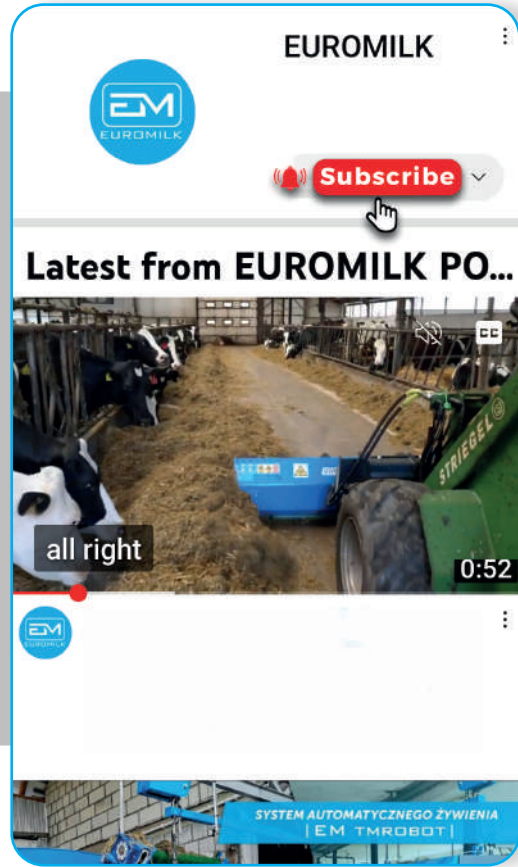 EUROMILK
EM
EUROMILK
Subscribe
Latest from EUROMILK PO...
CC
STRIEGEL
all right
0:52
EM
EUROMILK
SYSTEM AUTOMATYCZNEGO ŻYWIENIA
| EM TMROBOT |